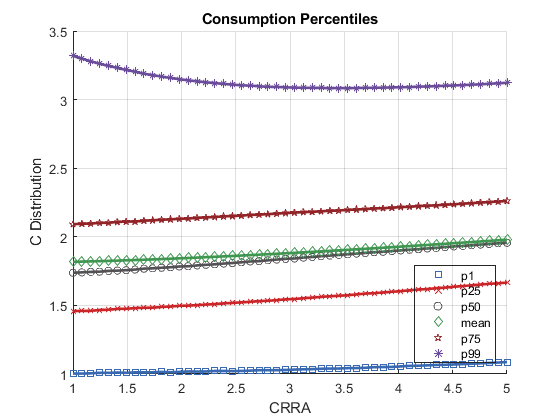 Consumption Percentiles
3.5
3
2.5
2
1.5
1
C Distribution
p1
p25
p50
mean
p75
p99
1 1.5 2 2.5 3 3.5 4 4.5 5
CRRA